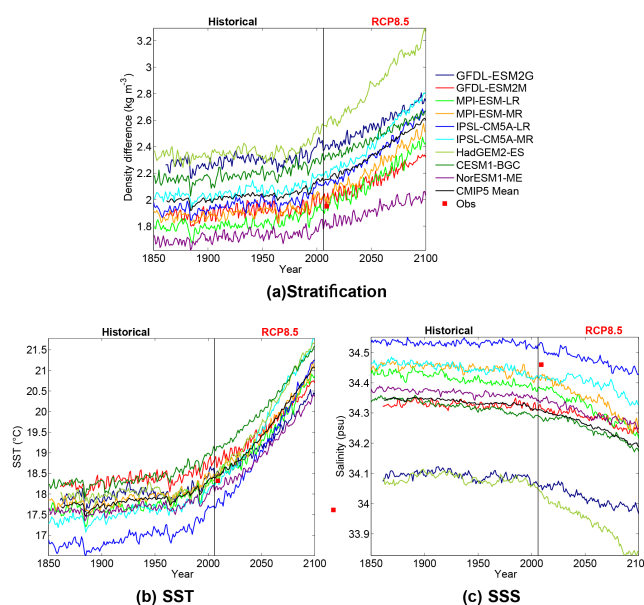 Historical RCP8.5
3.2
3
2.8
2.6
2.4
2.2
2
1.8
Density difference (kg m-3)
1850 1900 1950 2000 2050 2100
Year
GFDL-ESM2G
GFDL-ESM2M
MPI-ESM-LR
MPI-ESM-MR
IPSL-CM5A-LR
IPSL-CM5A-MR
HadGEM2-ES
CESM1-BGC
NorESM1-ME
CMIP5 Mean
Obs
(a)Stratification
Historical RCP8.5
21.5
21
20.5
20
19.5
19
18.5
18
17.5
17
SST (°C)
1850 1900 1950 2000 2050 2100
Year
(b) SST
Historical RCP8.5
34.5
34.4
34.3
34.2
34.1
34
33.9
Salinity (psu)
1850 1900 1950 2000 2050 2100
Year
(c) SSS